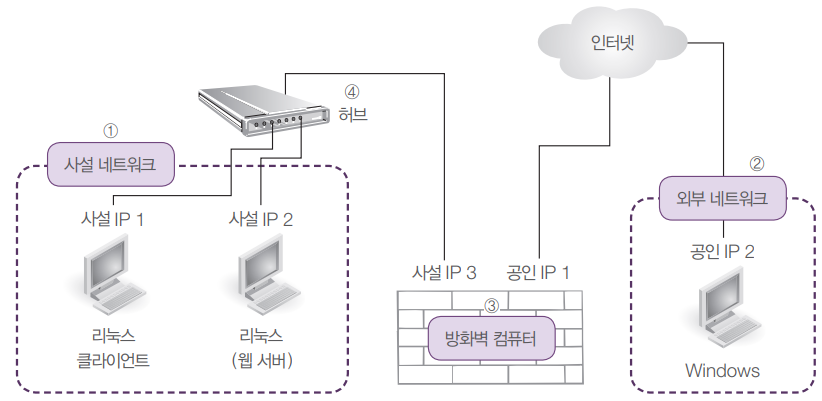 인터넷
④
허브
①
사설 네트워크
②
외부 네트워크
사설 IP 1
사설 IP 2
공인 IP 2
사설 IP 3
공인 IP 1
③
방화벽 컴퓨터
리눅스
클라이언트
리눅스
(웹 서버)
Windows